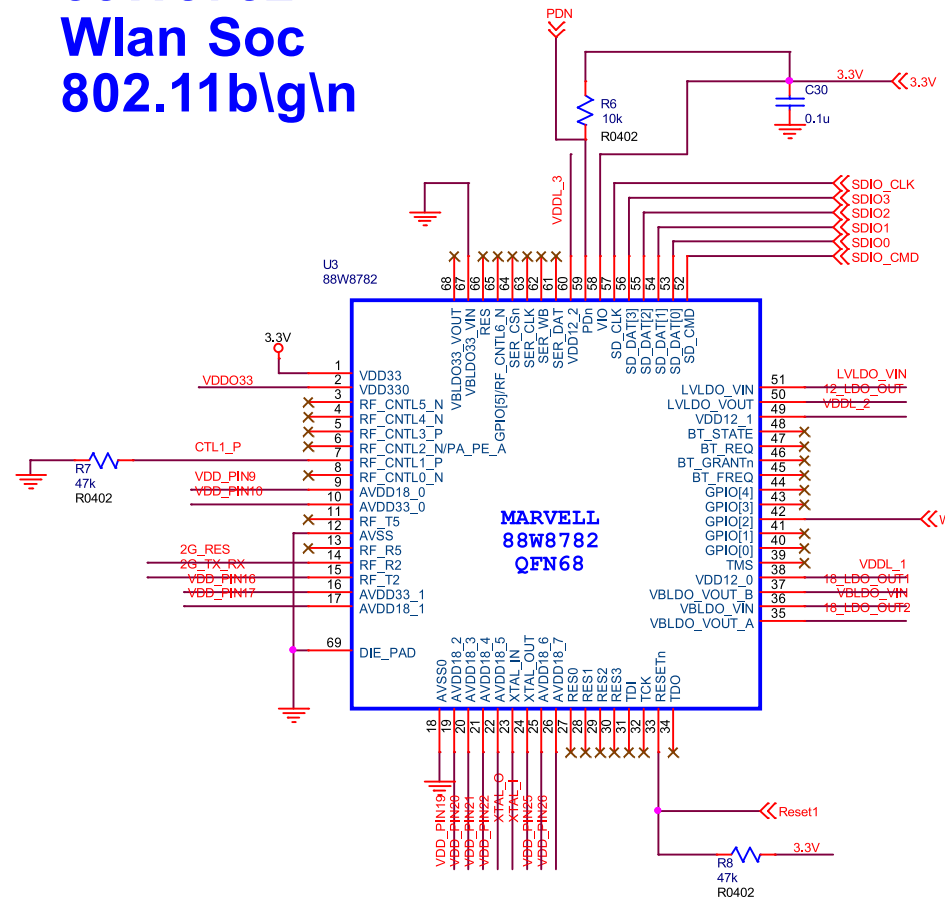 Wlan Soc
802.11b\g\n
PDN
R6
10k
R0402
3.3V
3.3V
C30
0.1u
VDDL_3
SDIO_CLK
SDIO3
SDIO2
SDIO1
SDIO0
SDIO_CMD
U3
88W8782
68
67
66
65
64
63
62
61
60
59
58
57
56
55
54
53
52
VBLDO33_VOUT
VBLDO33_VIN
RES
GPIO[5]/RF_CNTL6_N
SER_CSn
SER_CLK
SER_WB
SER_DAT
VDD12_2
PDn
VIO
SD_CLK
SD_DAT[3]
SD_DAT[2]
SD_DAT[1]
SD_DAT[0]
SD_CMD
3.3V
VDDO33
CTL1_P
R7
47k
R0402
VDD_PIN9
VDD_PIN10
2G_RES
2G_TX_RX
VDD_PIN16
VDD_PIN17
1 VDD33
2 VDD330
3 RF_CNTL5_N
4 RF_CNTL4_N
5 RF_CNTL3_P
6 RF_CNTL2_N/PA_PE_A
7 RF_CNTL1_P
8 RF_CNTL0_N
9 AVDD18_0
10 AVDD33_0
11 RF_T5
12 AVSS
13 RF_R5
14 RF_R2
15 RF_T2
16 AVDD33_1
17 AVDD18_1
69 DIE_PAD
MARVELL
88W8782
QFN68
LVLDO_VIN 51 LVLDO_VIN
LVLDO_VOUT 50 12_LDO_OUT
VDD12_1 49 VDDL_2
BT_STATE 48
BT_REQ 47
BT_GRANTn 46
BT_FREQ 45
GPIO[4] 44
GPIO[3] 43
GPIO[2] 42 W
GPIO[1] 41
GPIO[0] 40
TMS 39
VDD12_0 38 VDDL_1
VBLDO_VOUT_B 37 18_LDO_OUT1
VBLDO_VIN 36 VBLDO_VIN
VBLDO_VOUT_A 35 18_LDO_OUT2
AVSS0
AVDD18_2
AVDD18_3
AVDD18_4
AVDD18_5
XTAL_IN
XTAL_OUT
AVDD18_6
AVDD18_7
RES0
RES1
RES2
RES3
TDI
TCK
RESETn
TDO
18
19
20
21
22
23
24
25
26
27
28
29
30
31
32
33
34
VDD_PIN19
VDD_PIN20
VDD_PIN21
VDD_PIN22
XTAL_O
XTAL_I
VDD_PIN25
VDD_PIN26
Reset1
R8
47k
R0402
3.3V